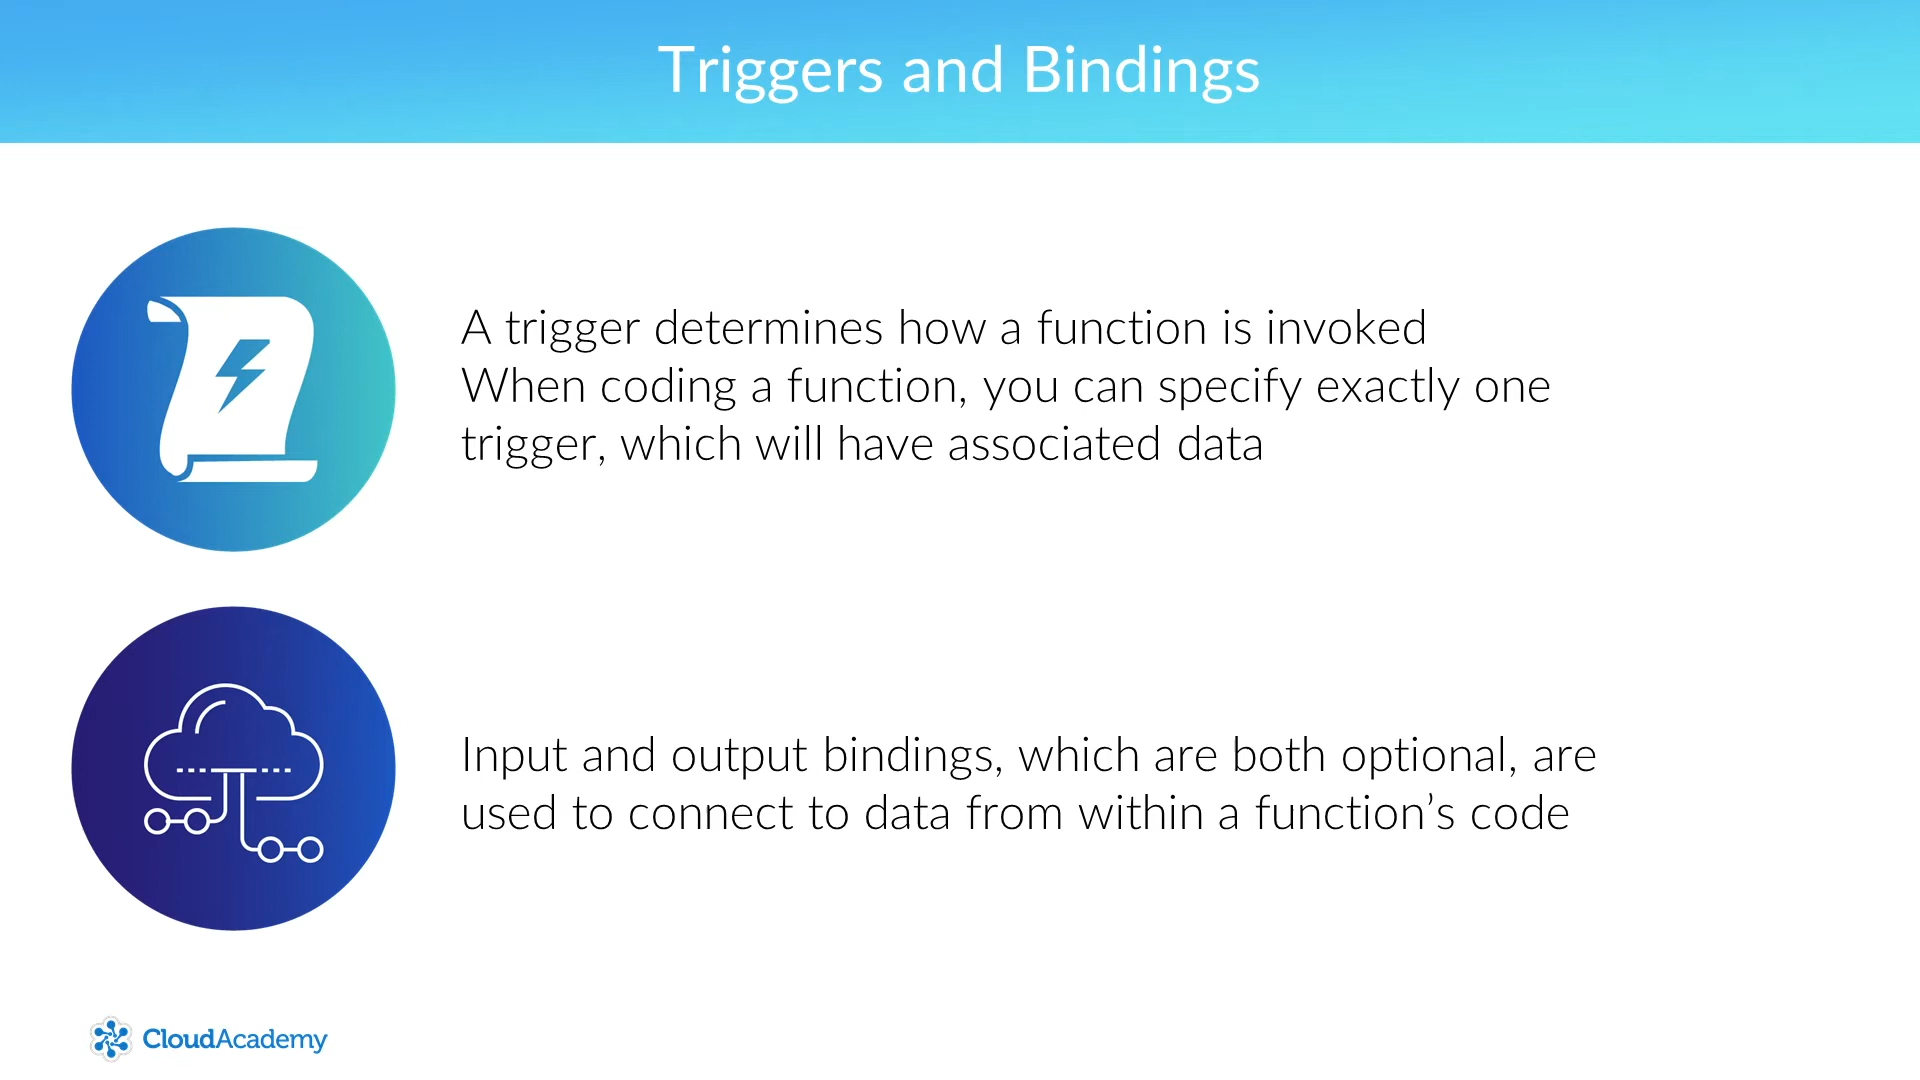 Triggers and Bindings
A trigger determines how a function is invoked
When coding a function, you can specify exactly one
trigger, which will have associated data
Input and output bindings, which are both optional, are
used to connect to data from within a function’s code
CloudAcademy